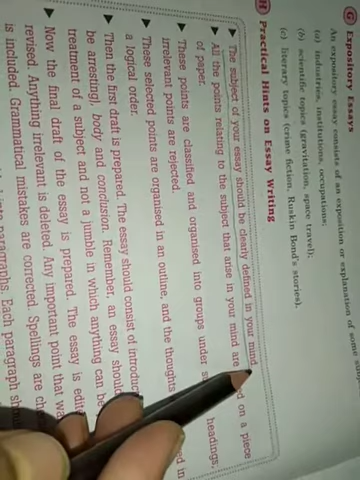 G Expository Essays
An expository essay consists of an exposition or explanation of some
(a) industries, institutions, occupations;
(b) scientific topics (gravitation, space travel);
(c) literary topics (crime fiction, Ruskin Bond's stories).
H Practical Hints on Essay Writing
The subject of your essay should be clearly defined in your mind.
All the points relating to the subject that arise in your mind are on a piece
of paper.
These points are classified and organised into groups under headings,
irrelevant points are rejected.
These selected points are organised in an outline, and the thoughts in
a logical order.
Then the first draft is prepared. The essay should consist of
be arresting), body and conclusion. Remember, an essay should
treatment of a subject and not a jumble in which anything can be
Now the final draft of the essay is prepared. The essay is
revised. Anything irrelevant is deleted. Any important point that
is included. Grammatical mistakes are corrected. Spellings are
paragraphs. Each paragraph